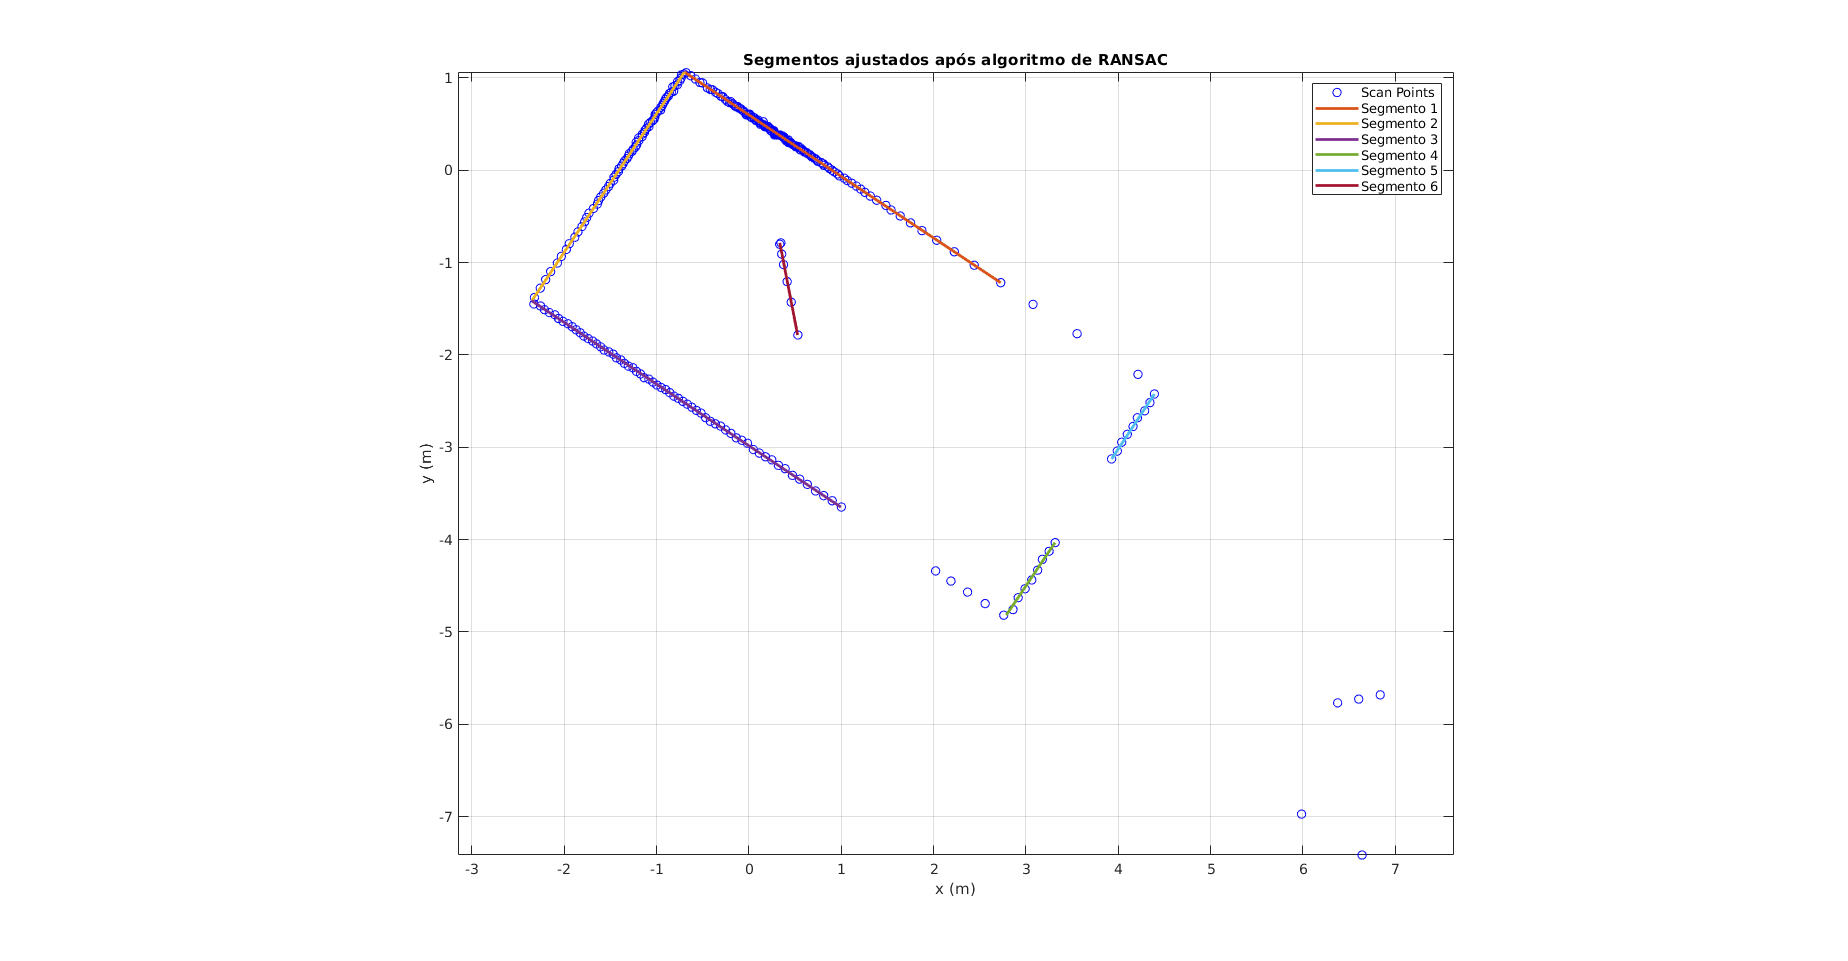 Segmentos ajustados após algoritmo de RANSAC
Scan Points
Segmento 1
Segmento 2
Segmento 3
Segmento 4
Segmento 5
Segmento 6
1
0
-1
-2
-3
-4
-5
-6
-7
y (m)
-3 -2 -1 0 1 2 3 4 5 6 7
x (m)